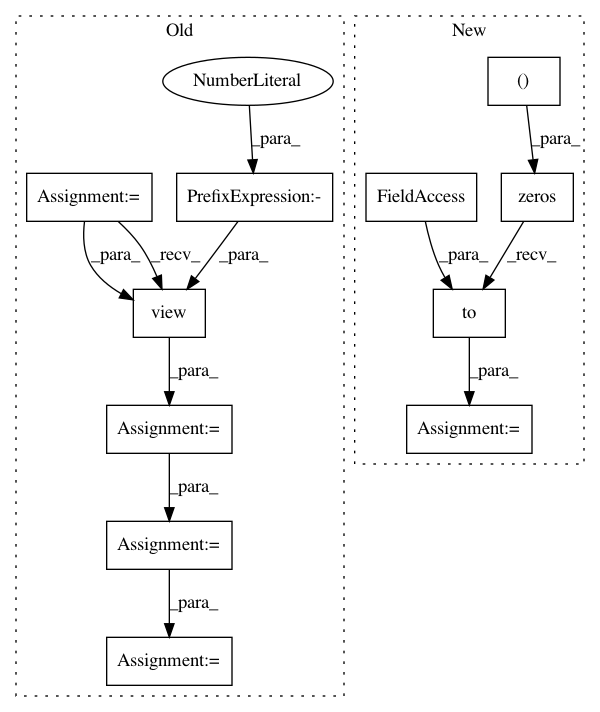 Old
New
NumberLiteral
()
_para_
_para_
Assignment:=
PrefixExpression:-
FieldAccess
zeros
_para_
_recv_
_para_
_para_
_recv_
view
to
_para_
_para_
Assignment:=
Assignment:=
_para_
Assignment:=
_para_
Assignment:=